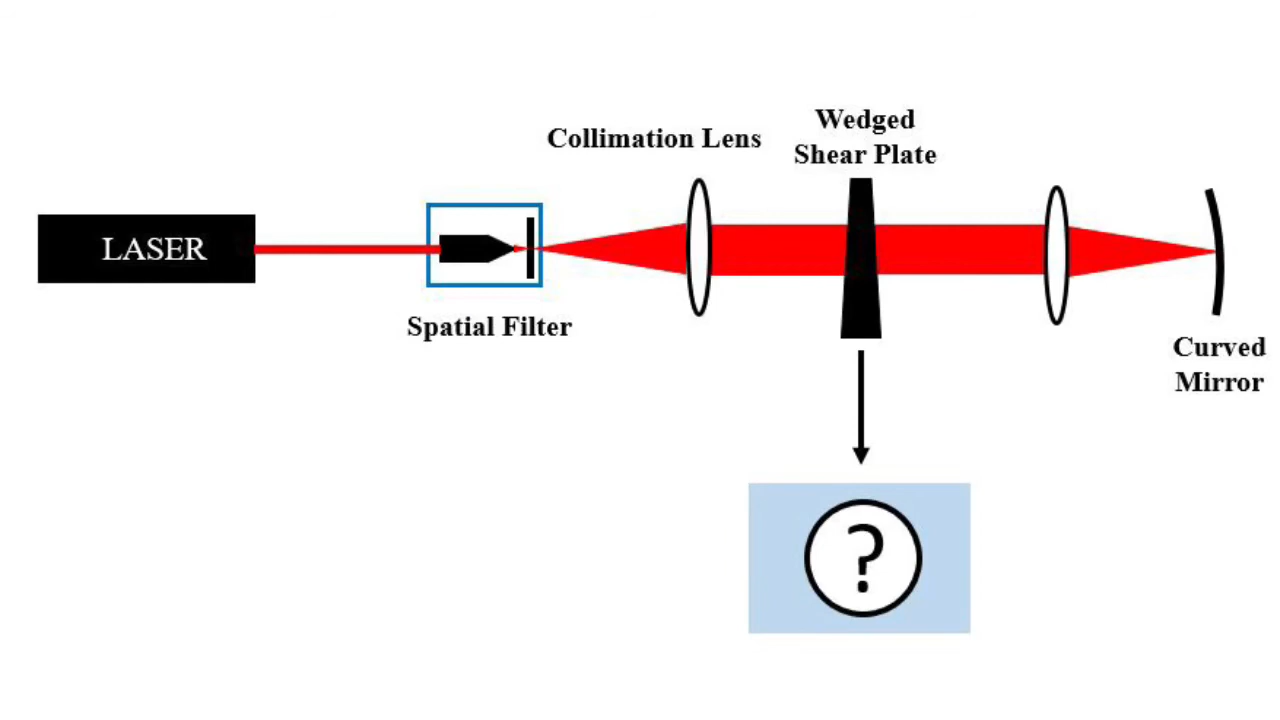 Wedged
Shear Plate
Collimation Lens
LASER
Spatial Filter
Curved
Mirror
?